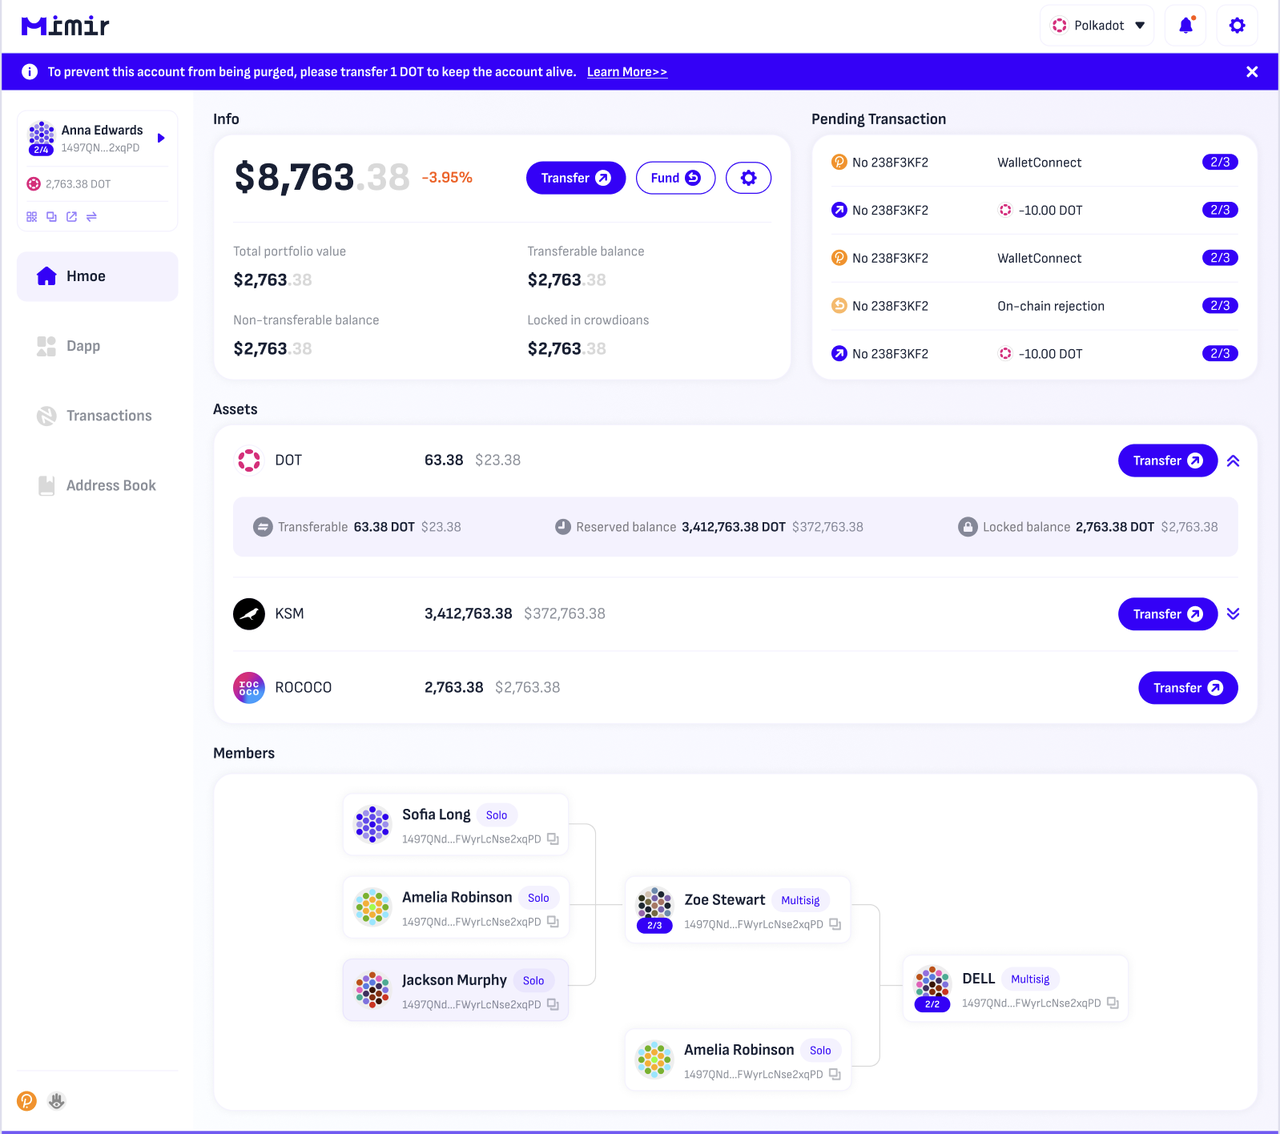 Mimir
Polkadot
To prevent this account from being purged, please transfer 1 DOT to keep the account alive. Learn More>>
Anna Edwards
2/4
1497QN...2xqPD
2,763.38 DOT
Hmoe
Dapp
Transactions
Address Book
Info
$8,763.38 -3.95%
Transfer
Fund
Total portfolio value
$2,763.38
Transferable balance
$2,763.38
Non-transferable balance
$2,763.38
Locked in crowdioans
$2,763.38
Pending Transaction
No 238F3KF2 WalletConnect 2/3
No 238F3KF2 -10.00 DOT 2/3
No 238F3KF2 WalletConnect 2/3
No 238F3KF2 On-chain rejection 2/3
No 238F3KF2 -10.00 DOT 2/3
Assets
DOT 63.38 $23.38 Transfer
Transferable 63.38 DOT $23.38 Reserved balance 3,412,763.38 DOT $372,763.38 Locked balance 2,763.38 DOT $2,763.38
KSM 3,412,763.38 $372,763.38 Transfer
roc
oco
ROCOCO 2,763.38 $2,763.38 Transfer
Members
Sofia Long Solo
1497QNd...FWyrLcNse2xqPD
Amelia Robinson Solo
1497QNd...FWyrLcNse2xqPD
Jackson Murphy Solo
1497QNd...FWyrLcNse2xqPD
Zoe Stewart Multisig
2/3
1497QNd...FWyrLcNse2xqPD
Amelia Robinson Solo
1497QNd...FWyrLcNse2xqPD
DELL Multisig
2/2
1497QNd...FWyrLcNse2xqPD